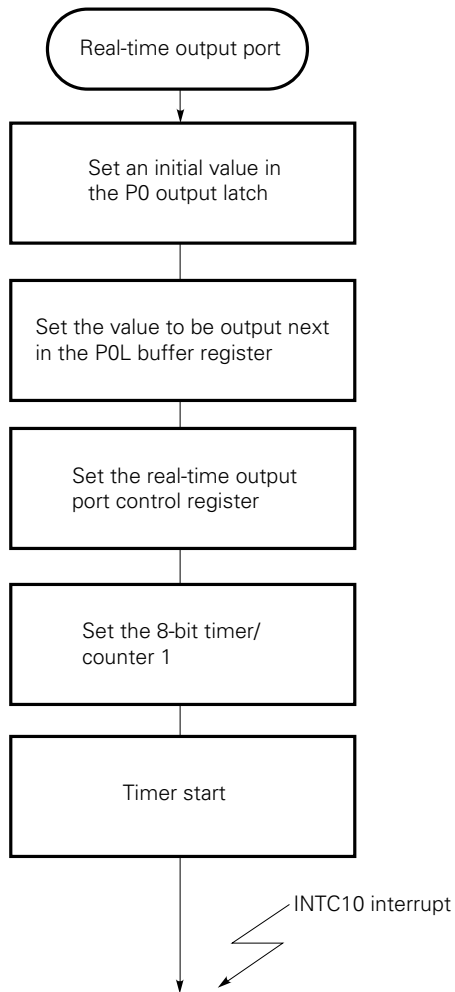 Real-time output port
Set an initial value in
the P0 output latch
Set the value to be output next
in the P0L buffer register
Set the real-time output
port control register
Set the 8-bit timer/
counter 1
Timer start
INTC10 interrupt